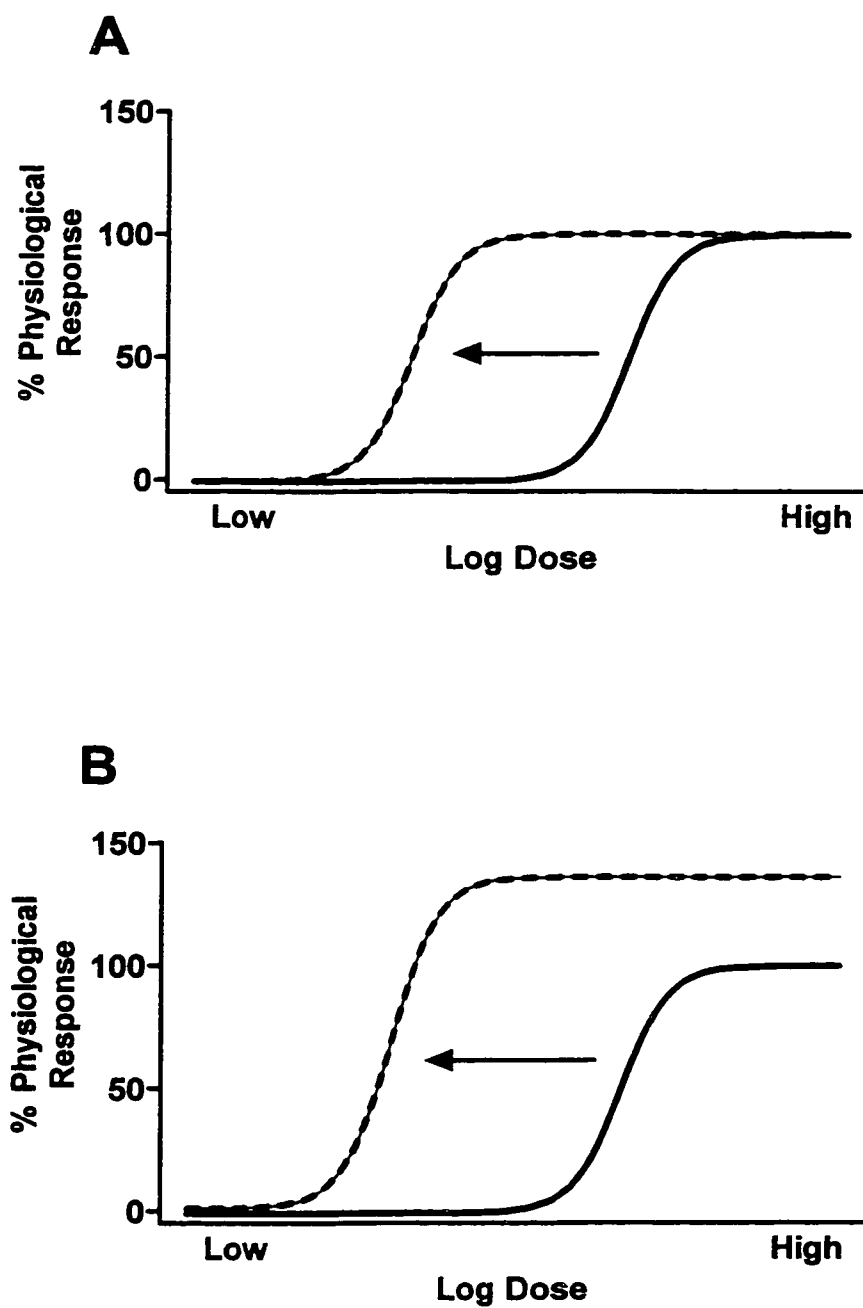 A
150
100
50
0
% Physiological
Response
Low
High
Log Dose
B
150
100
50
0
% Physiological
Response
Low
High
Log Dose